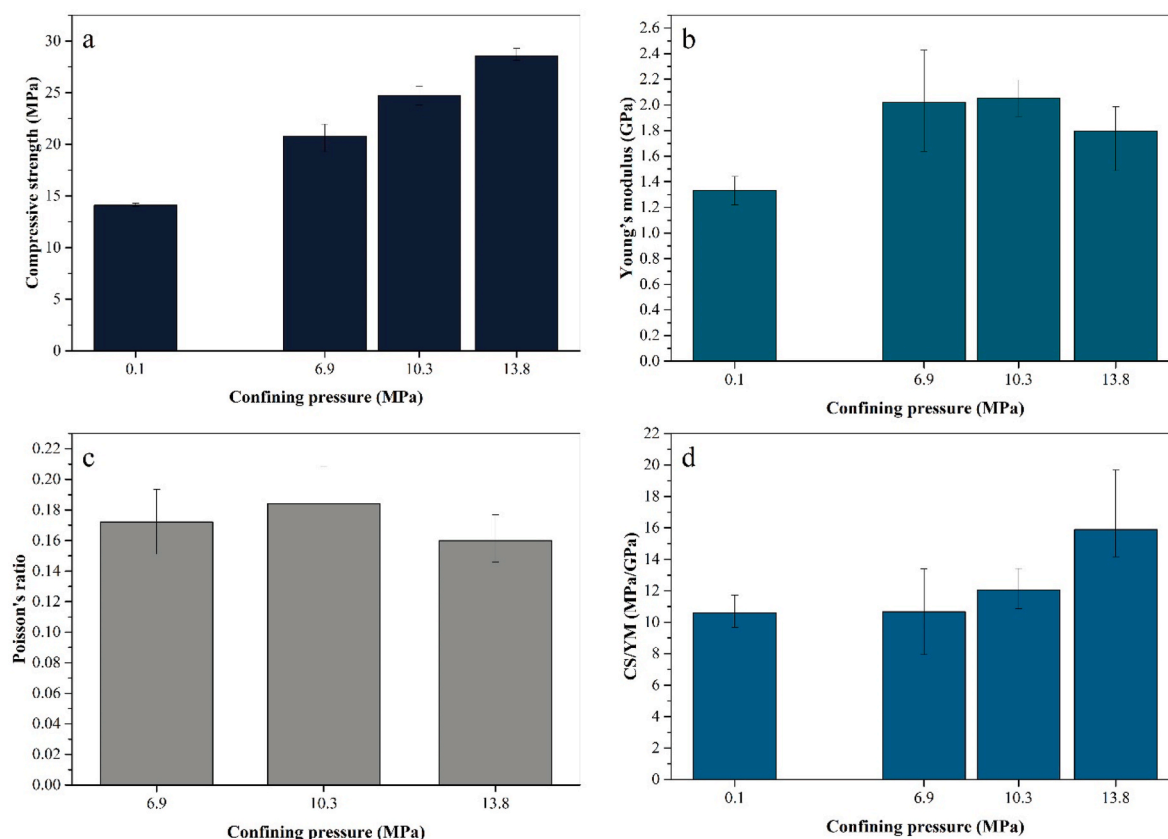 a
Compressive strength (MPa)
30
25
20
15
10
5
0
0.1 6.9 10.3 13.8
Confining pressure (MPa)
b
Young's modulus (GPa)
2.6
2.4
2.2
2.0
1.8
1.6
1.4
1.2
1.0
0.8
0.6
0.4
0.2
0.0
0.1 6.9 10.3 13.8
Confining pressure (MPa)
c
Poisson's ratio
0.22
0.20
0.18
0.16
0.14
0.12
0.10
0.08
0.06
0.04
0.02
0.00
6.9 10.3 13.8
Confining pressure (MPa)
d
CS/YM (MPa/GPa)
22
20
18
16
14
12
10
8
6
4
2
0
0.1 6.9 10.3 13.8
Confining pressure (MPa)